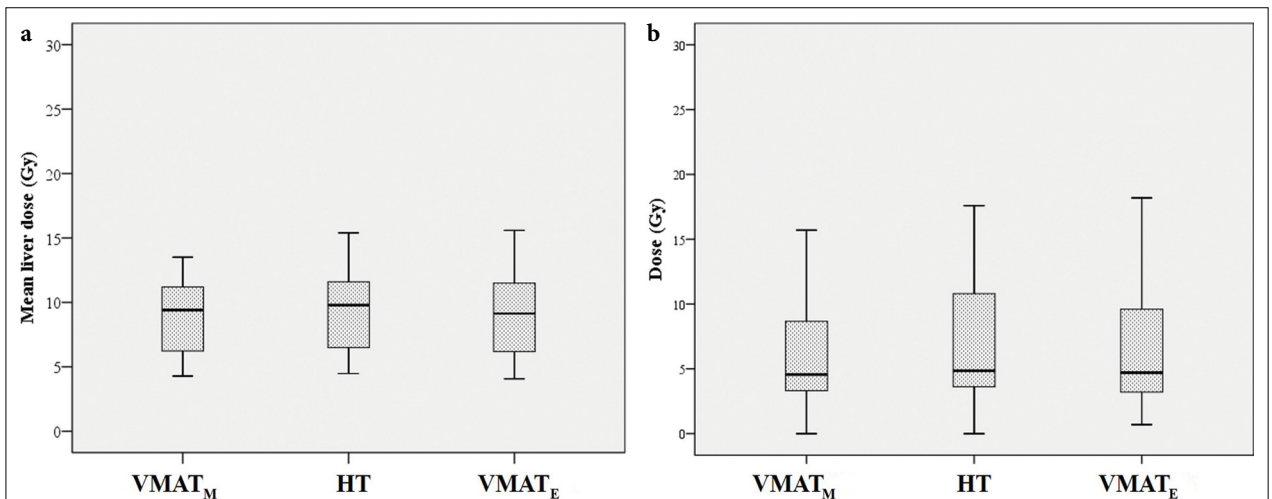 a
30
25
20
15
10
5
0
Mean liver dose (Gy)
VMATM
HT
VMATE
b
30
25
20
15
10
5
0
Dose (Gy)
VMATM
HT
VMATE